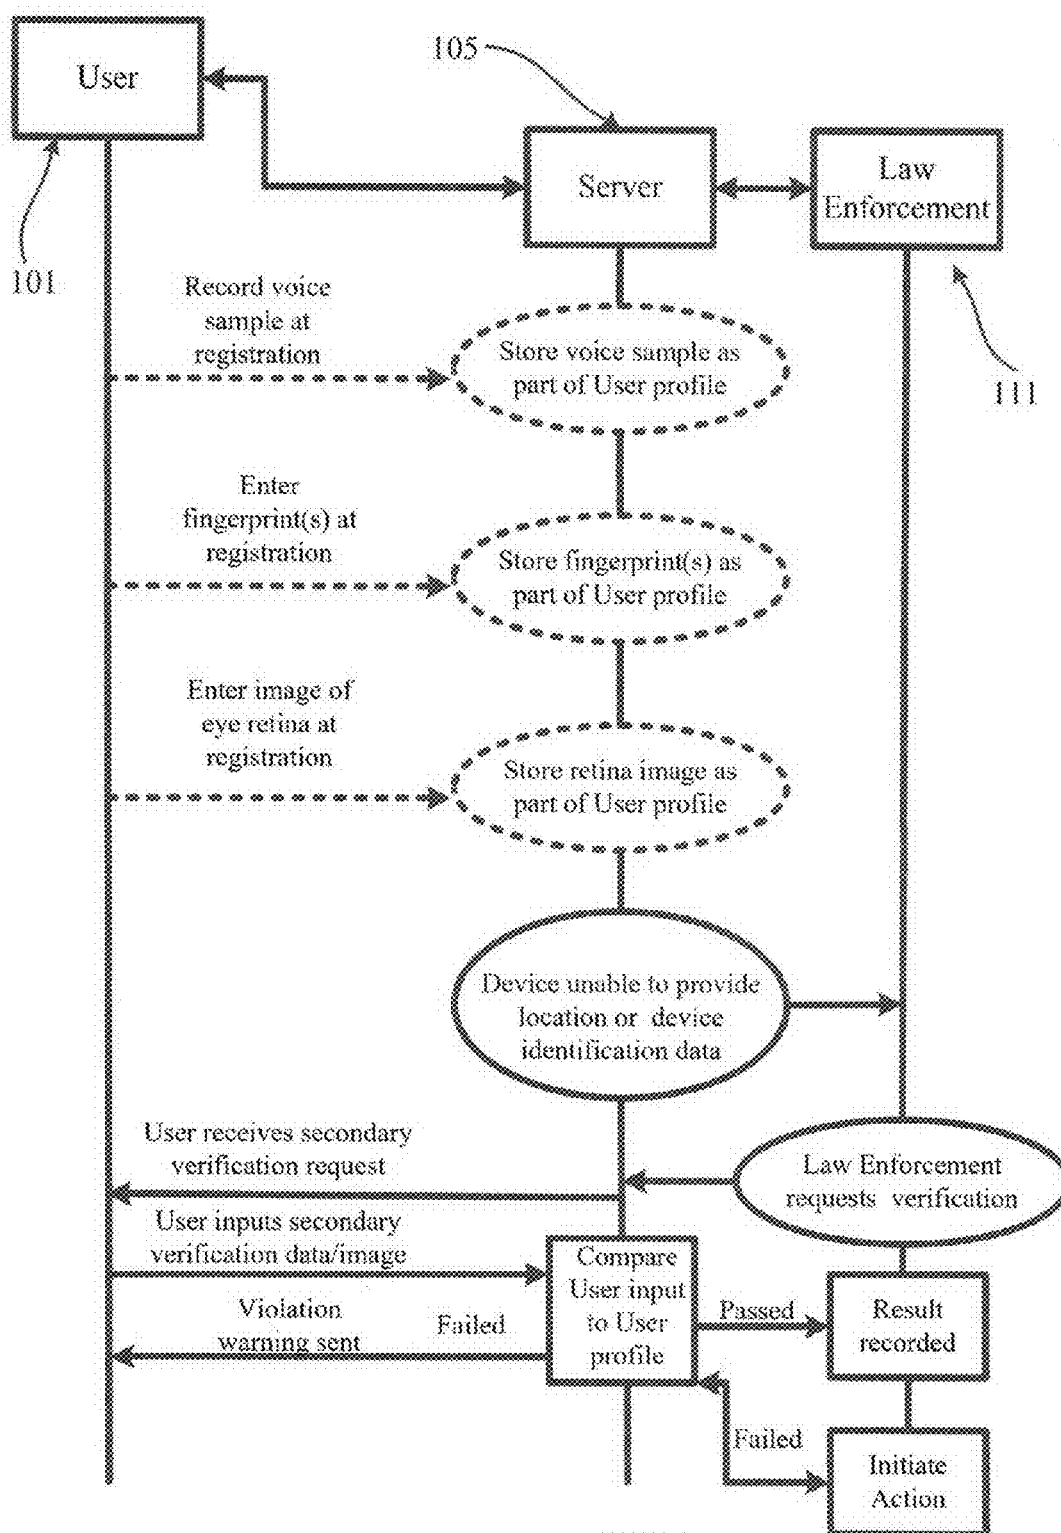 105
User
Law
Enforcement
Server
101
111
Record voice
sample at
registration
Store voice sample as
part of User profile
Enter
fingerprint(s) at
registration
Store fingerprint(s) as
part of User profile
Enter image of
eye retina at
registration
Store retina image as
part of User profile
Device unable to provide
location or device
identification data
User receives secondary
verification request
Law Enforcement
requests verification
User inputs secondary
verification data/image
Compare
User input
to User
profile
Violation
warning sent
Failed
Passed
Result
recorded
Failed
Initiate
Action